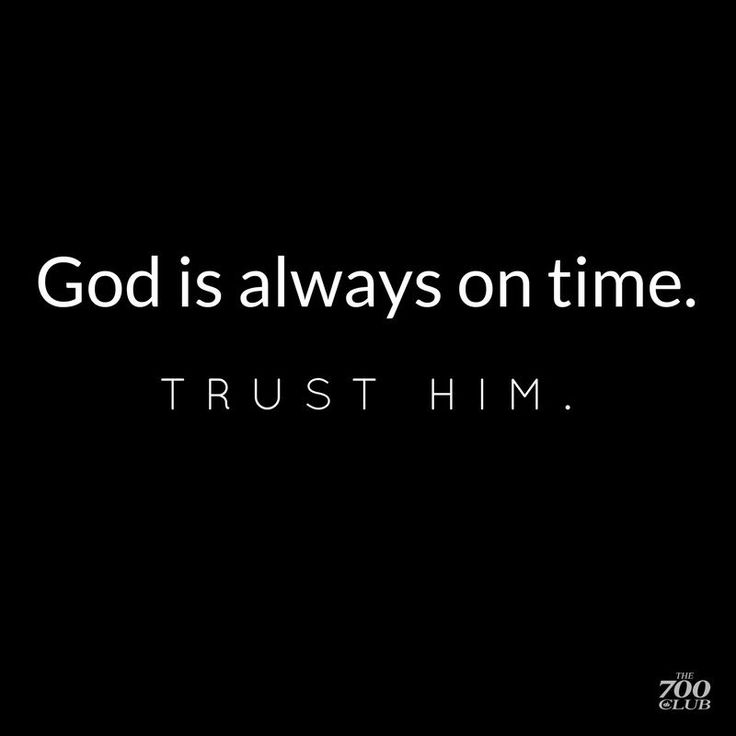 God is always on time.
TRUST HIM.
THE
700
CLUB